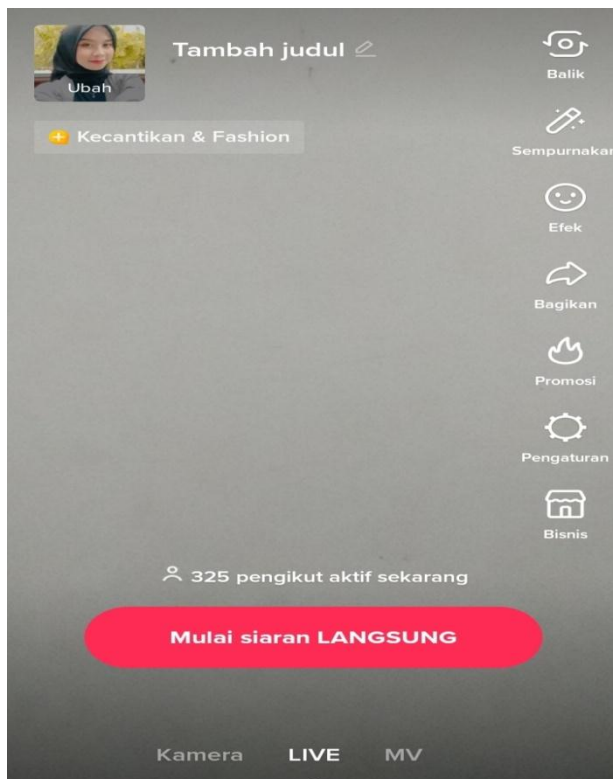 Tambah judul
Ubah
Kecantikan & Fashion
Balik
Sempurnakan
Efek
Bagikan
Promosi
Pengaturan
Bisnis
325 pengikut aktif sekarang
Mulai siaran LANGSUNG
Kamera LIVE MV